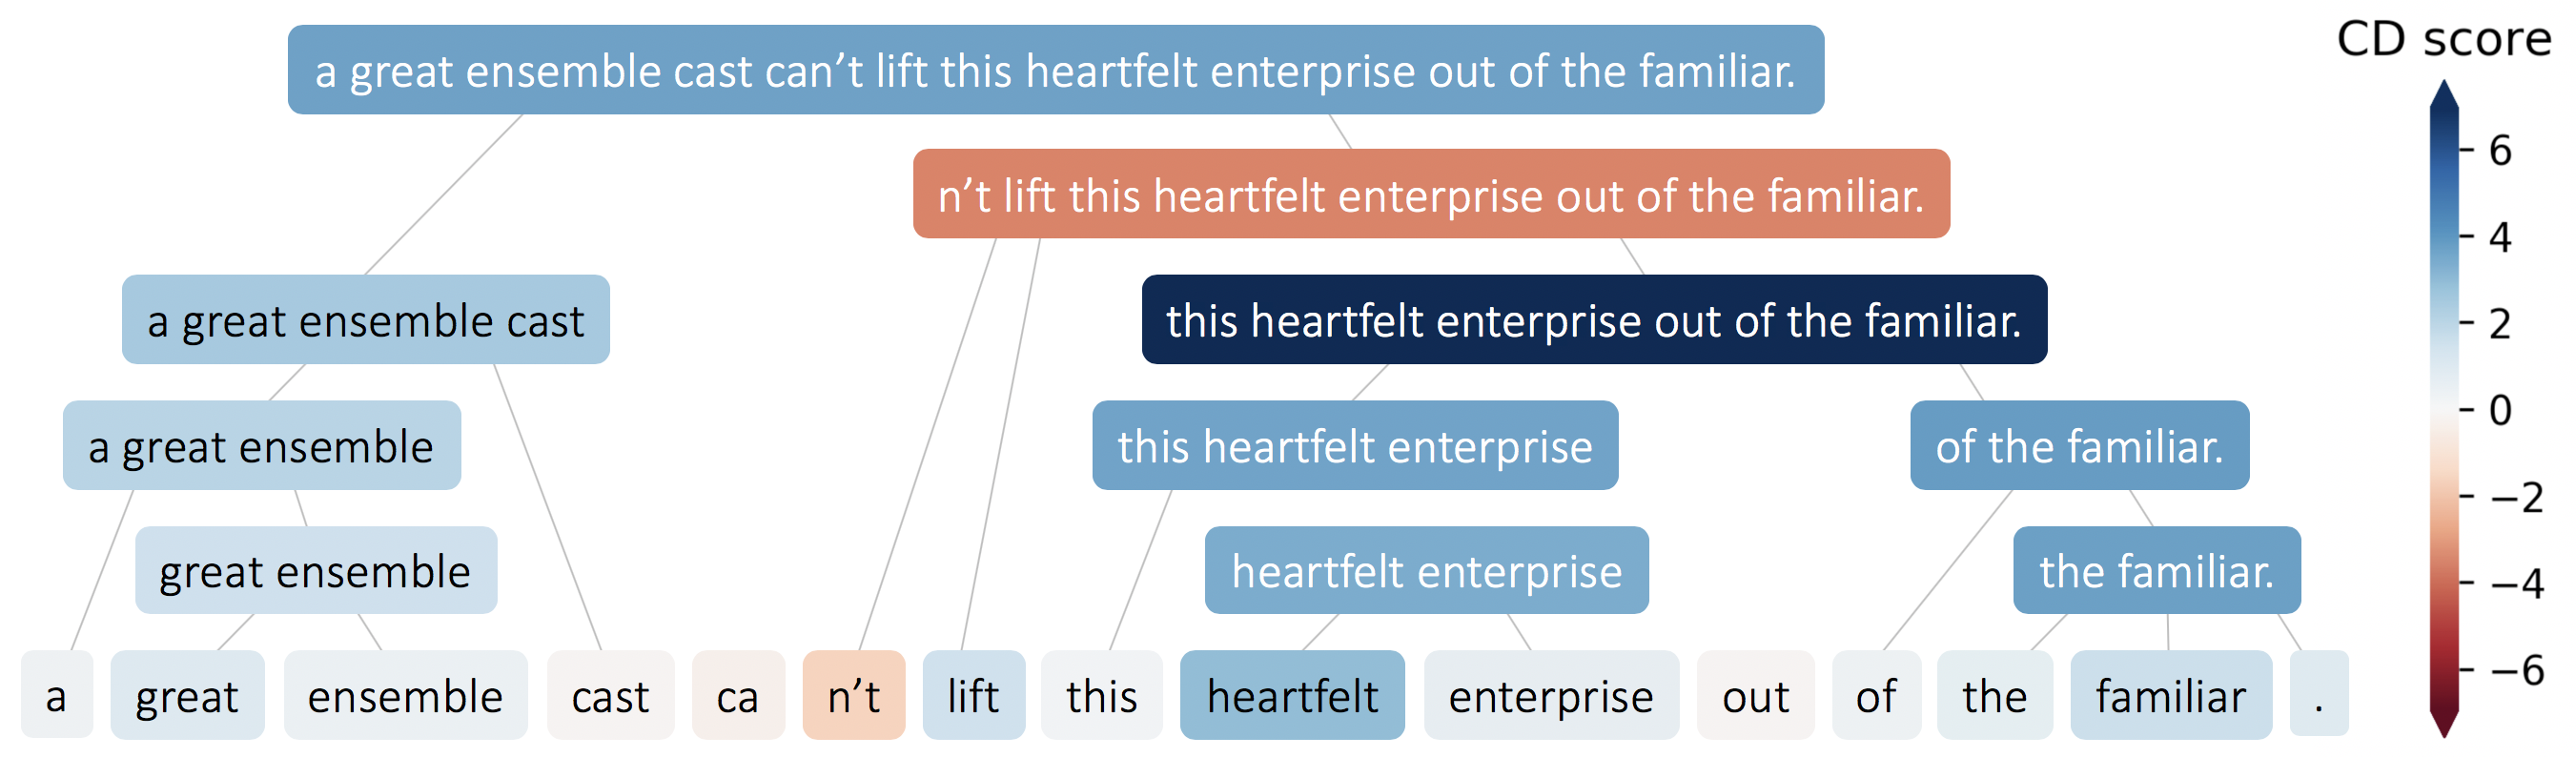 CD score
a great ensemble cast can’t lift this heartfelt enterprise out of the familiar.
n’t lift this heartfelt enterprise out of the familiar.
a great ensemble cast
this heartfelt enterprise out of the familiar.
a great ensemble
this heartfelt enterprise
of the familiar.
great ensemble
heartfelt enterprise
the familiar.
a great ensemble cast ca n’t lift this heartfelt enterprise out of the familiar .
6
4
2
0
−2
−4
−6